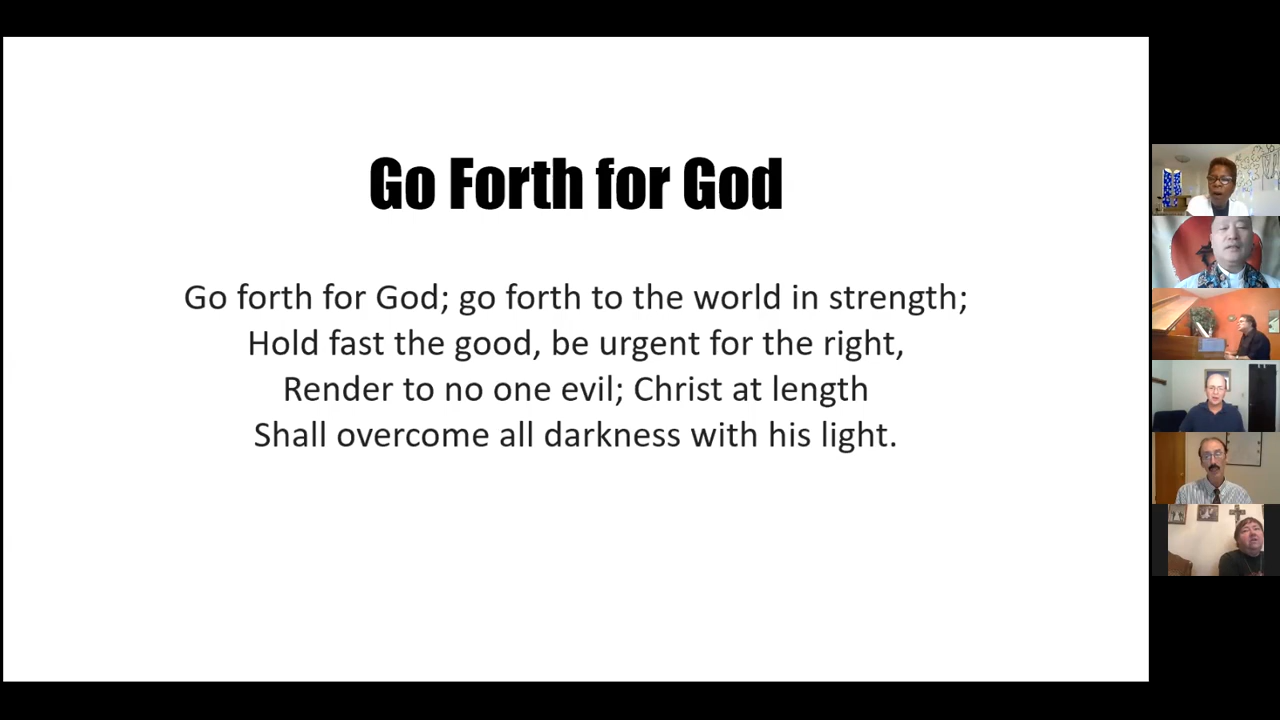 Go Forth for God
Go forth for God; go forth to the world in strength;
Hold fast the good, be urgent for the right,
Render to no one evil; Christ at length
Shall overcome all darkness with his light.